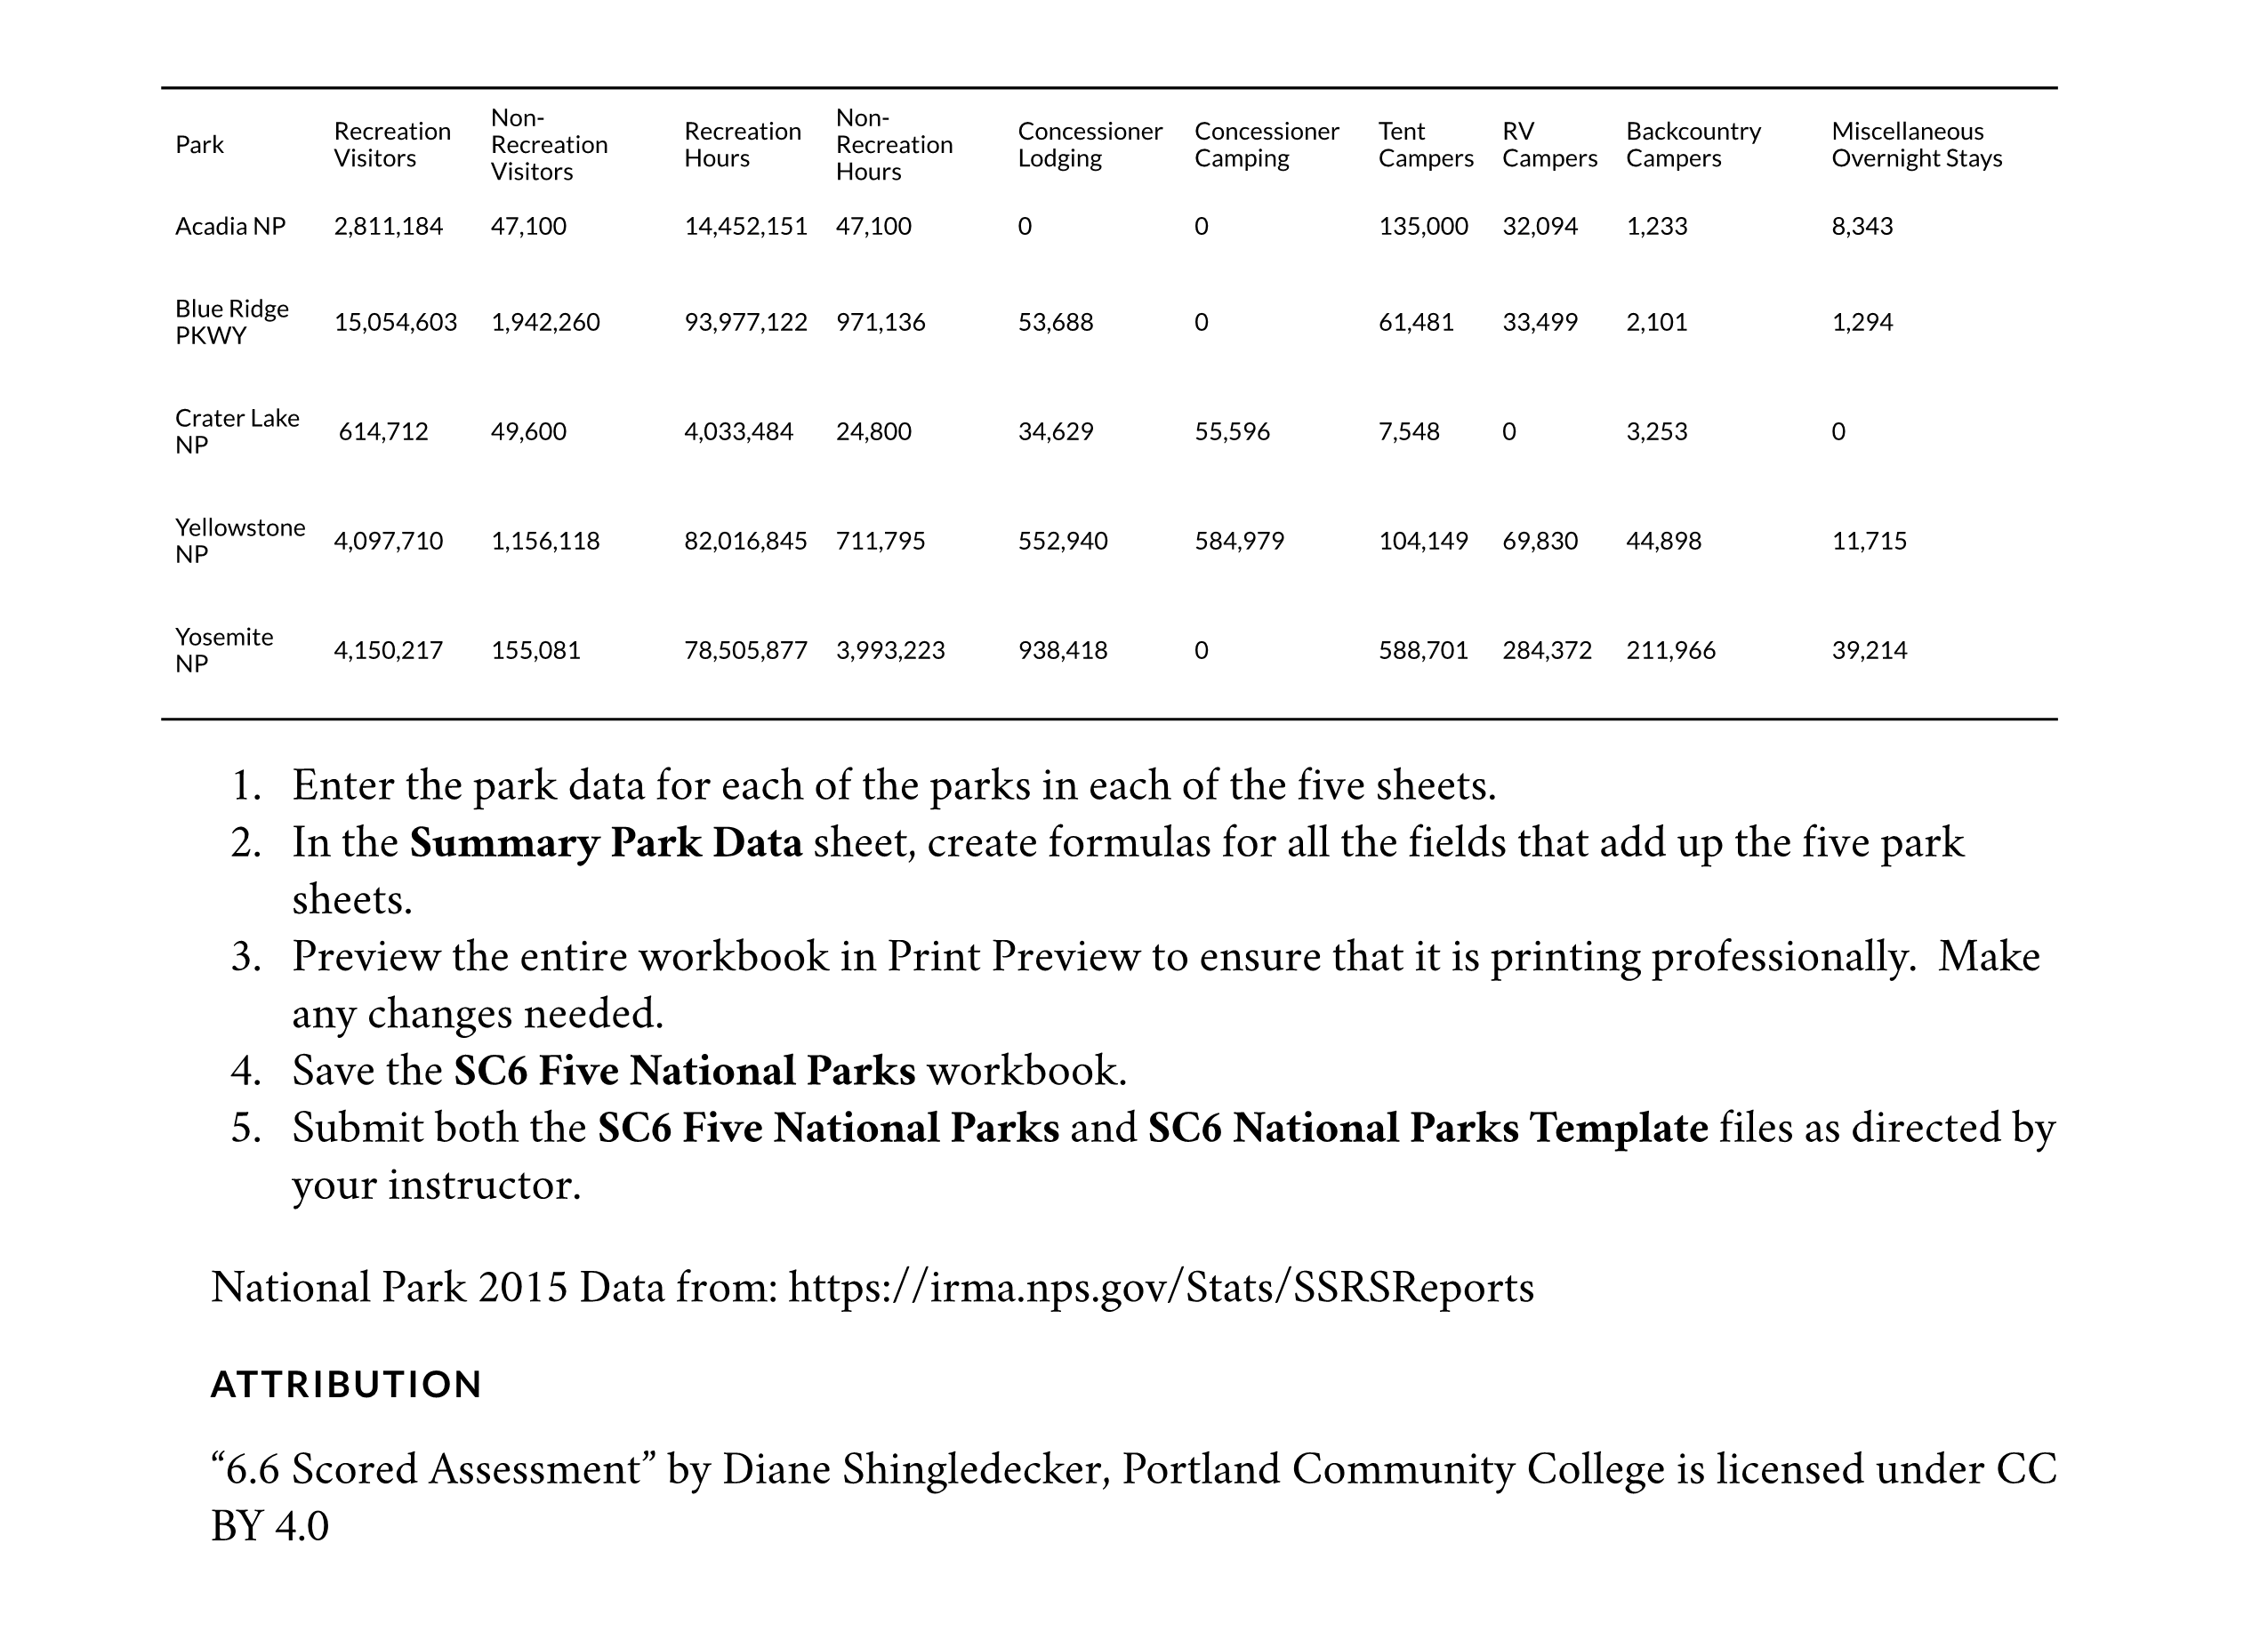 Park Recreation Visitors Non-Recreation Visitors Recreation Hours Non-Recreation Hours Concessioner Lodging Concessioner Camping Tent Campers RV Campers Backcountry Campers Miscellaneous Overnight Stays
Acadia NP 2,811,184 47,100 14,452,151 47,100 0 0 135,000 32,094 1,233 8,343
Blue Ridge PKWY 15,054,603 1,942,260 93,977,122 971,136 53,688 0 61,481 33,499 2,101 1,294
Crater Lake NP 614,712 49,600 4,033,484 24,800 34,629 55,596 7,548 0 3,253 0
Yellowstone NP 4,097,710 1,156,118 82,016,845 711,795 552,940 584,979 104,149 69,830 44,898 11,715
Yosemite NP 4,150,217 155,081 78,505,877 3,993,223 938,418 0 588,701 284,372 211,966 39,214
1. Enter the park data for each of the parks in each of the five sheets.
2. In the Summary Park Data sheet, create formulas for all the fields that add up the five park
sheets.
3. Preview the entire workbook in Print Preview to ensure that it is printing professionally. Make
any changes needed.
4. Save the SC6 Five National Parks workbook.
5. Submit both the SC6 Five National Parks and SC6 National Parks Template files as directed by
your instructor.
National Park 2015 Data from: https://irma.nps.gov/Stats/SSRSReports
ATTRIBUTION
“6.6 Scored Assessment” by Diane Shingledecker, Portland Community College is licensed under CC
BY 4.0